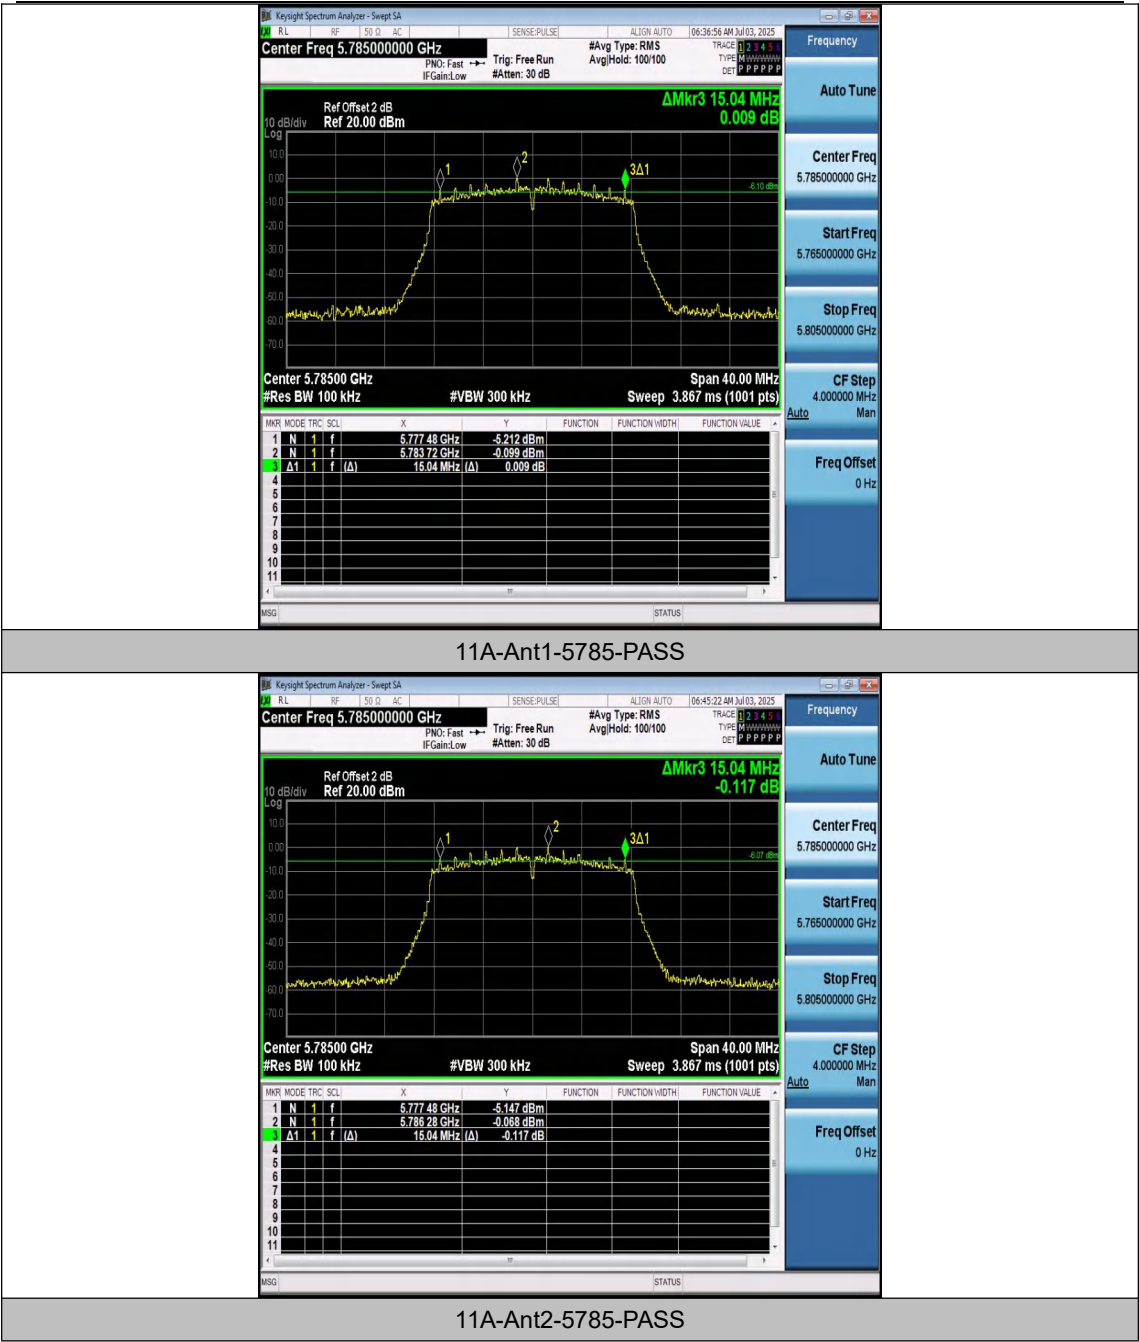 Keysight Spectrum Analyzer - Swept SA
RL RF 50 Ω AC SENSE:PULSE ALIGN AUTO 06:36:56 AM Jul 03, 2025
Center Freq 5.785000000 GHz
PNO: Fast
IFGain:Low
Trig: Free Run
#Atten: 30 dB
#Avg Type: RMS
Avg|Hold: 100/100
TRACE 1 2 3 4 5 6
TYPE M WWWWW
DET P P P P P P
Frequency
Auto Tune
Center Freq
5.785000000 GHz
Start Freq
5.765000000 GHz
Stop Freq
5.805000000 GHz
CF Step
4.000000 MHz
Auto Man
Freq Offset
0 Hz
ΔMkr3 15.04 MHz
0.009 dB
Ref Offset 2 dB
10 dB/div Ref 20.00 dBm
Log
10.0
0.00
-10.0
-20.0
-30.0
-40.0
-50.0
-60.0
-70.0
1
2
3Δ1
-6.10 dBm
Center 5.78500 GHz Span 40.00 MHz
#Res BW 100 kHz #VBW 300 kHz Sweep 3.867 ms (1001 pts)
MKR MODE TRC SCL X Y FUNCTION FUNCTION WIDTH FUNCTION VALUE
1 N 1 f 5.777 48 GHz -5.212 dBm
2 N 1 f 5.783 72 GHz -0.099 dBm
3 Δ1 1 f (Δ) 15.04 MHz (Δ) 0.009 dB
4
5
6
7
8
9
10
11
MSG STATUS
11A-Ant1-5785-PASS
Keysight Spectrum Analyzer - Swept SA
RL RF 50 Ω AC SENSE:PULSE ALIGN AUTO 06:45:22 AM Jul 03, 2025
Center Freq 5.785000000 GHz
PNO: Fast
IFGain:Low
Trig: Free Run
#Atten: 30 dB
#Avg Type: RMS
Avg|Hold: 100/100
TRACE 1 2 3 4 5 6
TYPE M WWWWW
DET P P P P P P
Frequency
Auto Tune
Center Freq
5.785000000 GHz
Start Freq
5.765000000 GHz
Stop Freq
5.805000000 GHz
CF Step
4.000000 MHz
Auto Man
Freq Offset
0 Hz
ΔMkr3 15.04 MHz
-0.117 dB
Ref Offset 2 dB
10 dB/div Ref 20.00 dBm
Log
10.0
0.00
-10.0
-20.0
-30.0
-40.0
-50.0
-60.0
-70.0
1
2
3Δ1
-6.07 dBm
Center 5.78500 GHz Span 40.00 MHz
#Res BW 100 kHz #VBW 300 kHz Sweep 3.867 ms (1001 pts)
MKR MODE TRC SCL X Y FUNCTION FUNCTION WIDTH FUNCTION VALUE
1 N 1 f 5.777 48 GHz -5.147 dBm
2 N 1 f 5.786 28 GHz -0.068 dBm
3 Δ1 1 f (Δ) 15.04 MHz (Δ) -0.117 dB
4
5
6
7
8
9
10
11
MSG STATUS
11A-Ant2-5785-PASS